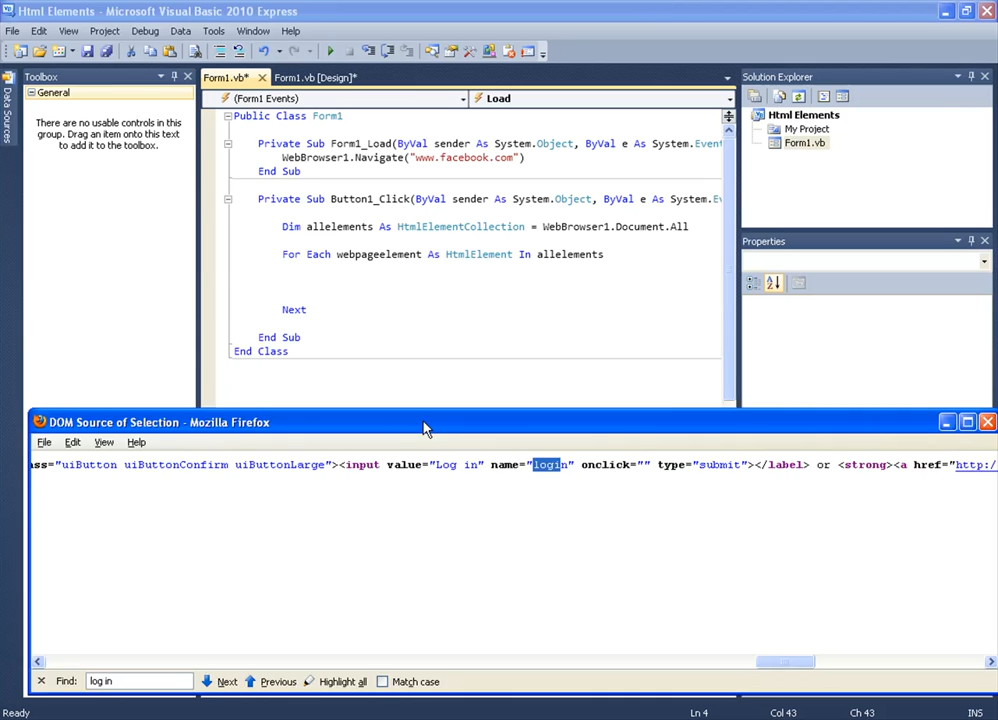 Html Elements - Microsoft Visual Basic 2010 Express
File Edit View Project Debug Data Tools Window Help
Toolbox
General
There are no usable controls in this
group. Drag an item onto this text
to add it to the toolbox.
Data Sources
Form1.vb* Form1.vb [Design]*
(Form1 Events) Load
Public Class Form1
Private Sub Form1_Load(ByVal sender As System.Object, ByVal e As System.Event
WebBrowser1.Navigate("www.facebook.com")
End Sub
Private Sub Button1_Click(ByVal sender As System.Object, ByVal e As System.Ev
Dim allelements As HtmlElementCollection = WebBrowser1.Document.All
For Each webpageelement As HtmlElement In allelements
Next
End Sub
End Class
Solution Explorer
Html Elements
My Project
Form1.vb
Properties
DOM Source of Selection - Mozilla Firefox
File Edit View Help
ass="uiButton uiButtonConfirm uiButtonLarge"><input value="Log in" name="login" onclick="" type="submit"></label> or <strong><a href="http:/
Find: log in Next Previous Highlight all Match case
Ready Ln 4 Col 43 Ch 43 INS